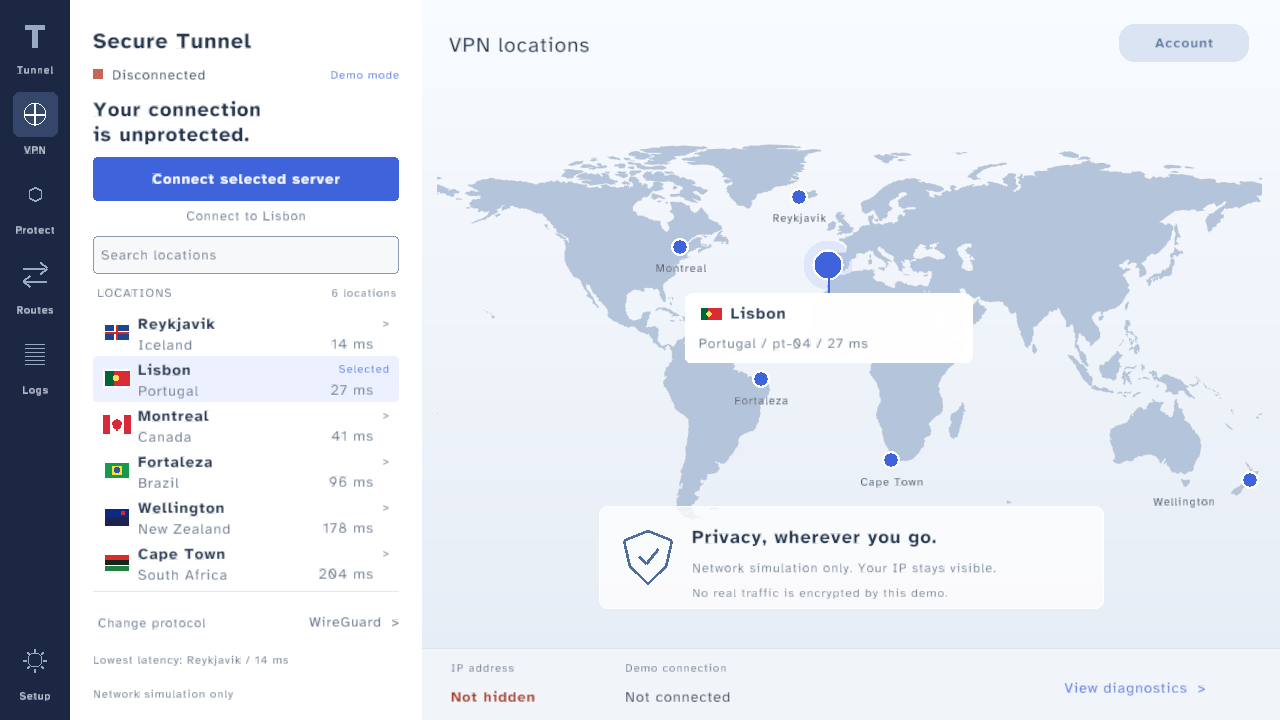 T
Tunnel
VPN
Protect
Routes
Logs
Setup
Secure Tunnel
Disconnected
Demo mode
Your connection
is unprotected.
Connect selected server
Connect to Lisbon
Search locations
LOCATIONS
6 locations
Reykjavik >
Iceland 14 ms
Lisbon Selected
Portugal 27 ms
Montreal >
Canada 41 ms
Fortaleza >
Brazil 96 ms
Wellington >
New Zealand 178 ms
Cape Town >
South Africa 204 ms
Change protocol WireGuard >
Lowest latency: Reykjavik / 14 ms
Network simulation only
VPN locations
Account
Reykjavik
Montreal
Lisbon
Portugal / pt-04 / 27 ms
Fortaleza
Cape Town
Wellington
Privacy, wherever you go.
Network simulation only. Your IP stays visible.
No real traffic is encrypted by this demo.
IP address
Not hidden
Demo connection
Not connected
View diagnostics >